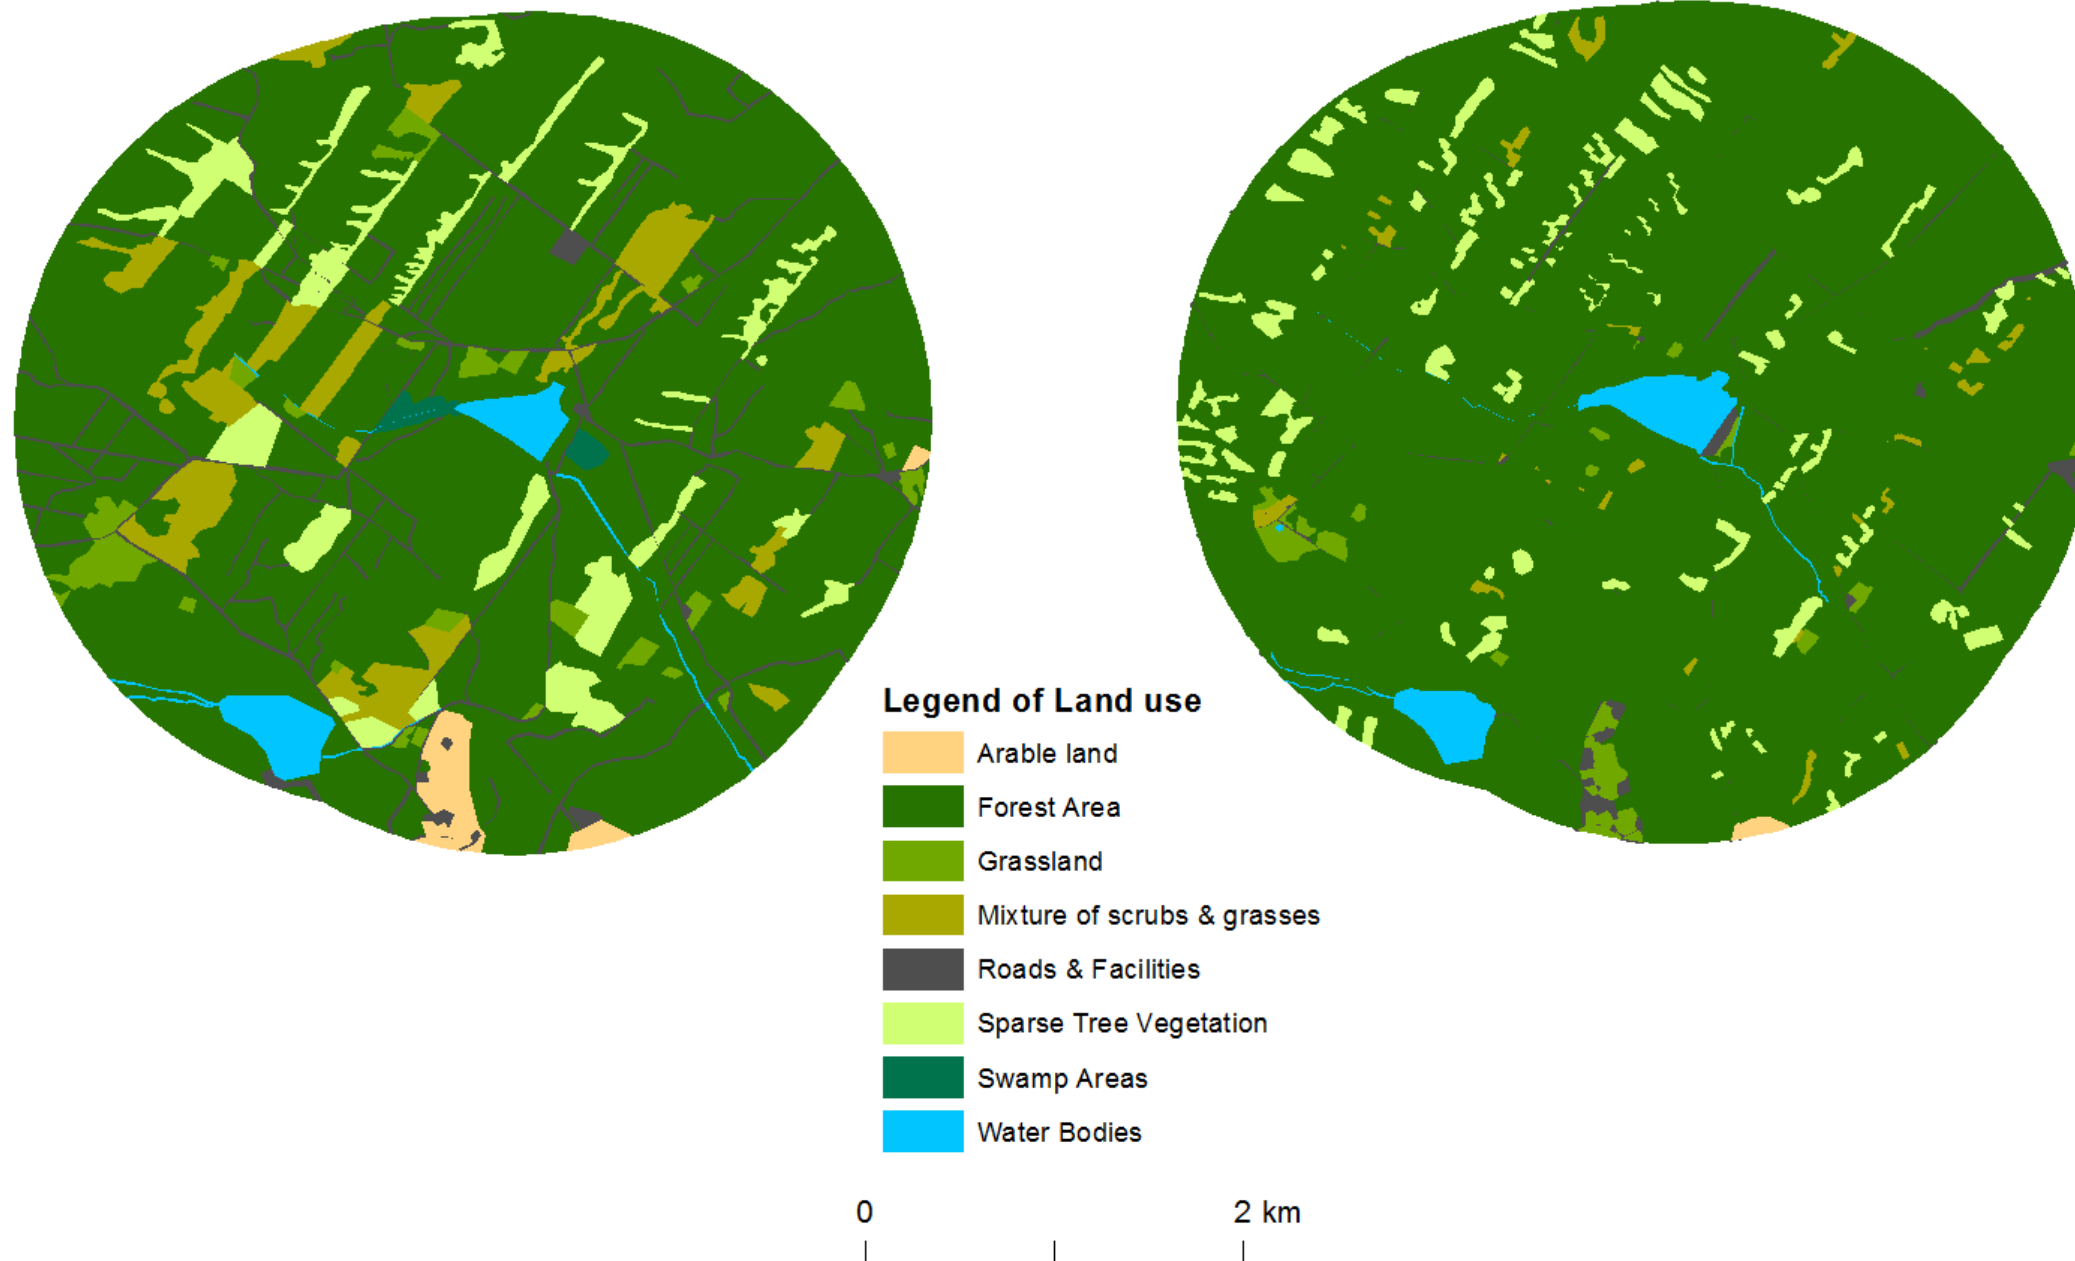 Legend of Land use
Arable land
Forest Area
Grassland
Mixture of scrubs & grasses
Roads & Facilities
Sparse Tree Vegetation
Swamp Areas
Water Bodies
0 2 km